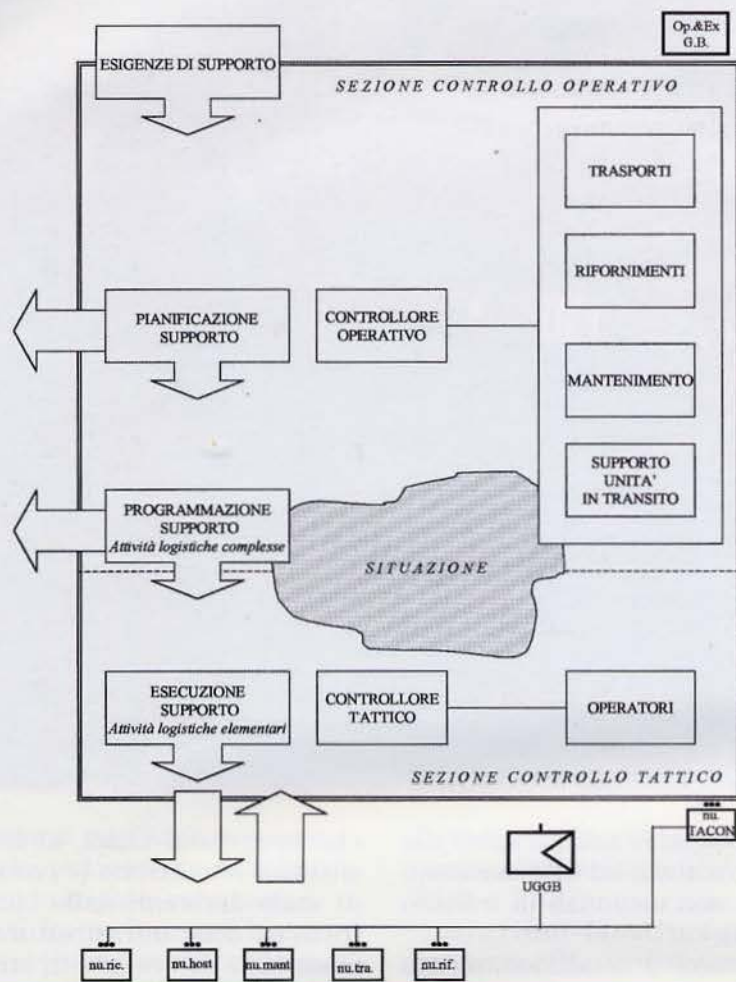 Op.&Ex
G.B.
ESIGENZE DI SUPPORTO
SEZIONE CONTROLLO OPERATIVO
TRASPORTI
RIFORNIMENTI
PIANIFICAZIONE
SUPPORTO
CONTROLLORE
OPERATIVO
MANTENIMENTO
SUPPORTO
UNITA'
IN TRANSITO
PROGRAMMAZIONE
SUPPORTO
Attività logistiche complesse
SITUAZIONE
ESECUZIONE
SUPPORTO
Attività logistiche elementari
CONTROLLORE
TATTICO
OPERATORI
SEZIONE CONTROLLO TATTICO
nu.
TACON
UGGB
nu.ric.
nu.host
nu.mant
nu.tra.
nu.rif.